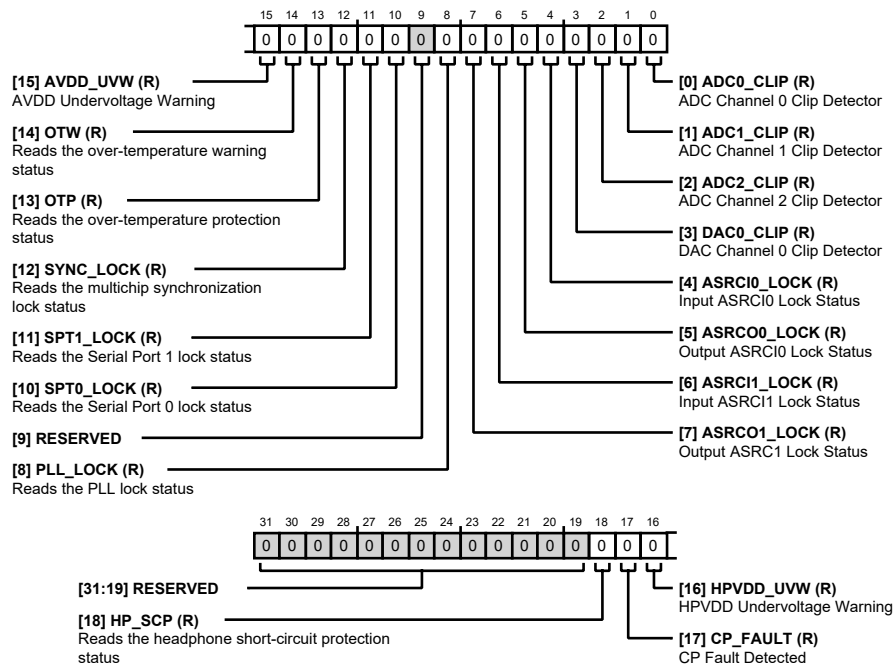 15 14 13 12 11 10 9 8 7 6 5 4 3 2 1 0
0 0 0 0 0 0 0 0 0 0 0 0 0 0 0 0
[15] AVDD_UVW (R)
AVDD Undervoltage Warning
[14] OTW (R)
Reads the over-temperature warning
status
[13] OTP (R)
Reads the over-temperature protection
status
[12] SYNC_LOCK (R)
Reads the multichip synchronization
lock status
[11] SPT1_LOCK (R)
Reads the Serial Port 1 lock status
[10] SPT0_LOCK (R)
Reads the Serial Port 0 lock status
[9] RESERVED
[8] PLL_LOCK (R)
Reads the PLL lock status
[0] ADC0_CLIP (R)
ADC Channel 0 Clip Detector
[1] ADC1_CLIP (R)
ADC Channel 1 Clip Detector
[2] ADC2_CLIP (R)
ADC Channel 2 Clip Detector
[3] DAC0_CLIP (R)
DAC Channel 0 Clip Detector
[4] ASRCI0_LOCK (R)
Input ASRCI0 Lock Status
[5] ASRCO0_LOCK (R)
Output ASRCI0 Lock Status
[6] ASRCI1_LOCK (R)
Input ASRCI1 Lock Status
[7] ASRCO1_LOCK (R)
Output ASRC1 Lock Status
31 30 29 28 27 26 25 24 23 22 21 20 19 18 17 16
0 0 0 0 0 0 0 0 0 0 0 0 0 0 0 0
[31:19] RESERVED
[18] HP_SCP (R)
Reads the headphone short-circuit protection
status
[16] HPVDD_UVW (R)
HPVDD Undervoltage Warning
[17] CP_FAULT (R)
CP Fault Detected